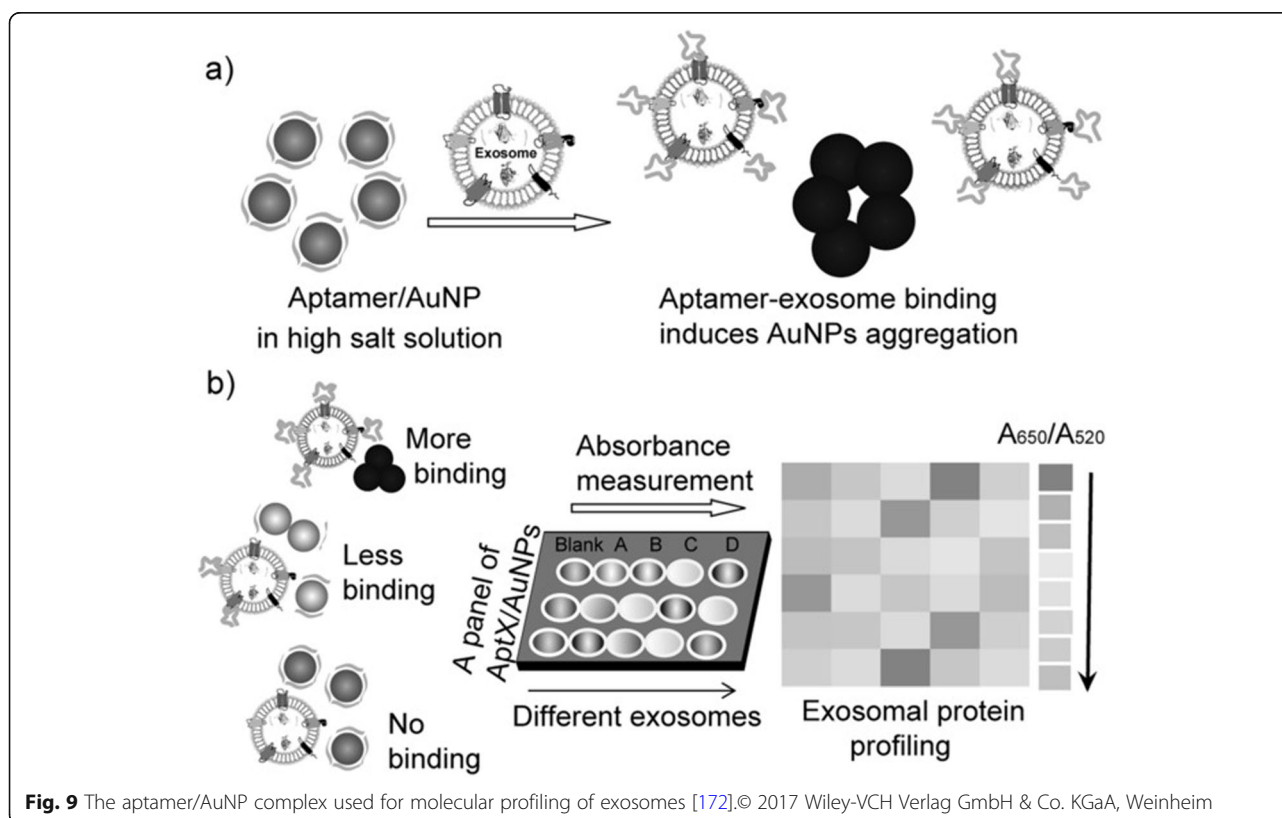 a)
Exosome
Aptamer/AuNP
in high salt solution
Aptamer-exosome binding
induces AuNPs aggregation
b)
More
binding
Less
binding
No
binding
Absorbance
measurement
A panel of
AptX/AuNPs
Blank A B C D
Different exosomes
A650/A520
Exosomal protein
profiling
Fig. 9 The aptamer/AuNP complex used for molecular profiling of exosomes [172].© 2017 Wiley-VCH Verlag GmbH & Co. KGaA, Weinheim